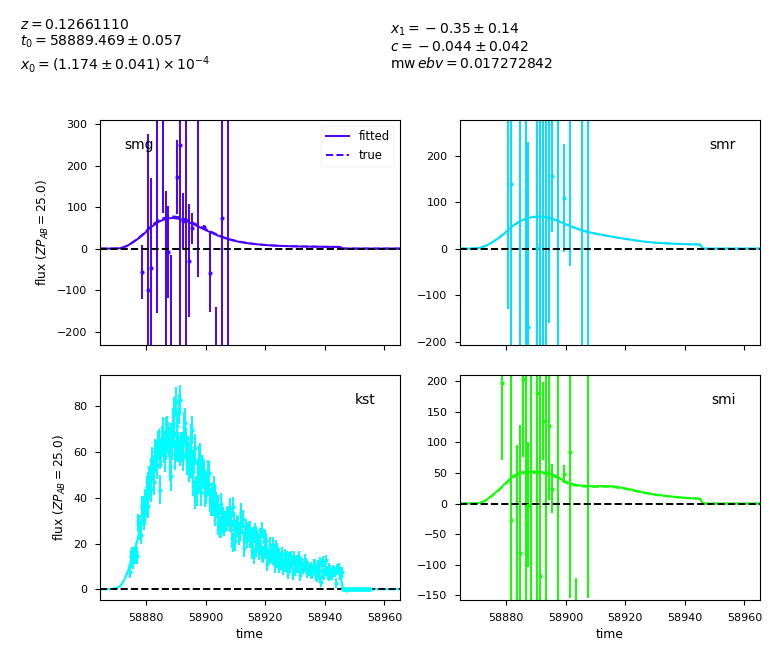 z = 0.12661110
t₀ = 58889.469 ± 0.057
x₀ = (1.174 ± 0.041) × 10⁻⁴
x₁ = −0.35 ± 0.14
c = −0.044 ± 0.042
mwebv = 0.017272842
300
200
100
0
−100
−200
flux (ZP_AB = 25.0)
smg
fitted
true
200
100
0
−100
−200
smr
80
60
40
20
0
flux (ZP_AB = 25.0)
kst
58880
58900
58920
58940
58960
time
200
150
100
50
0
−50
−100
−150
smi
58880
58900
58920
58940
58960
time